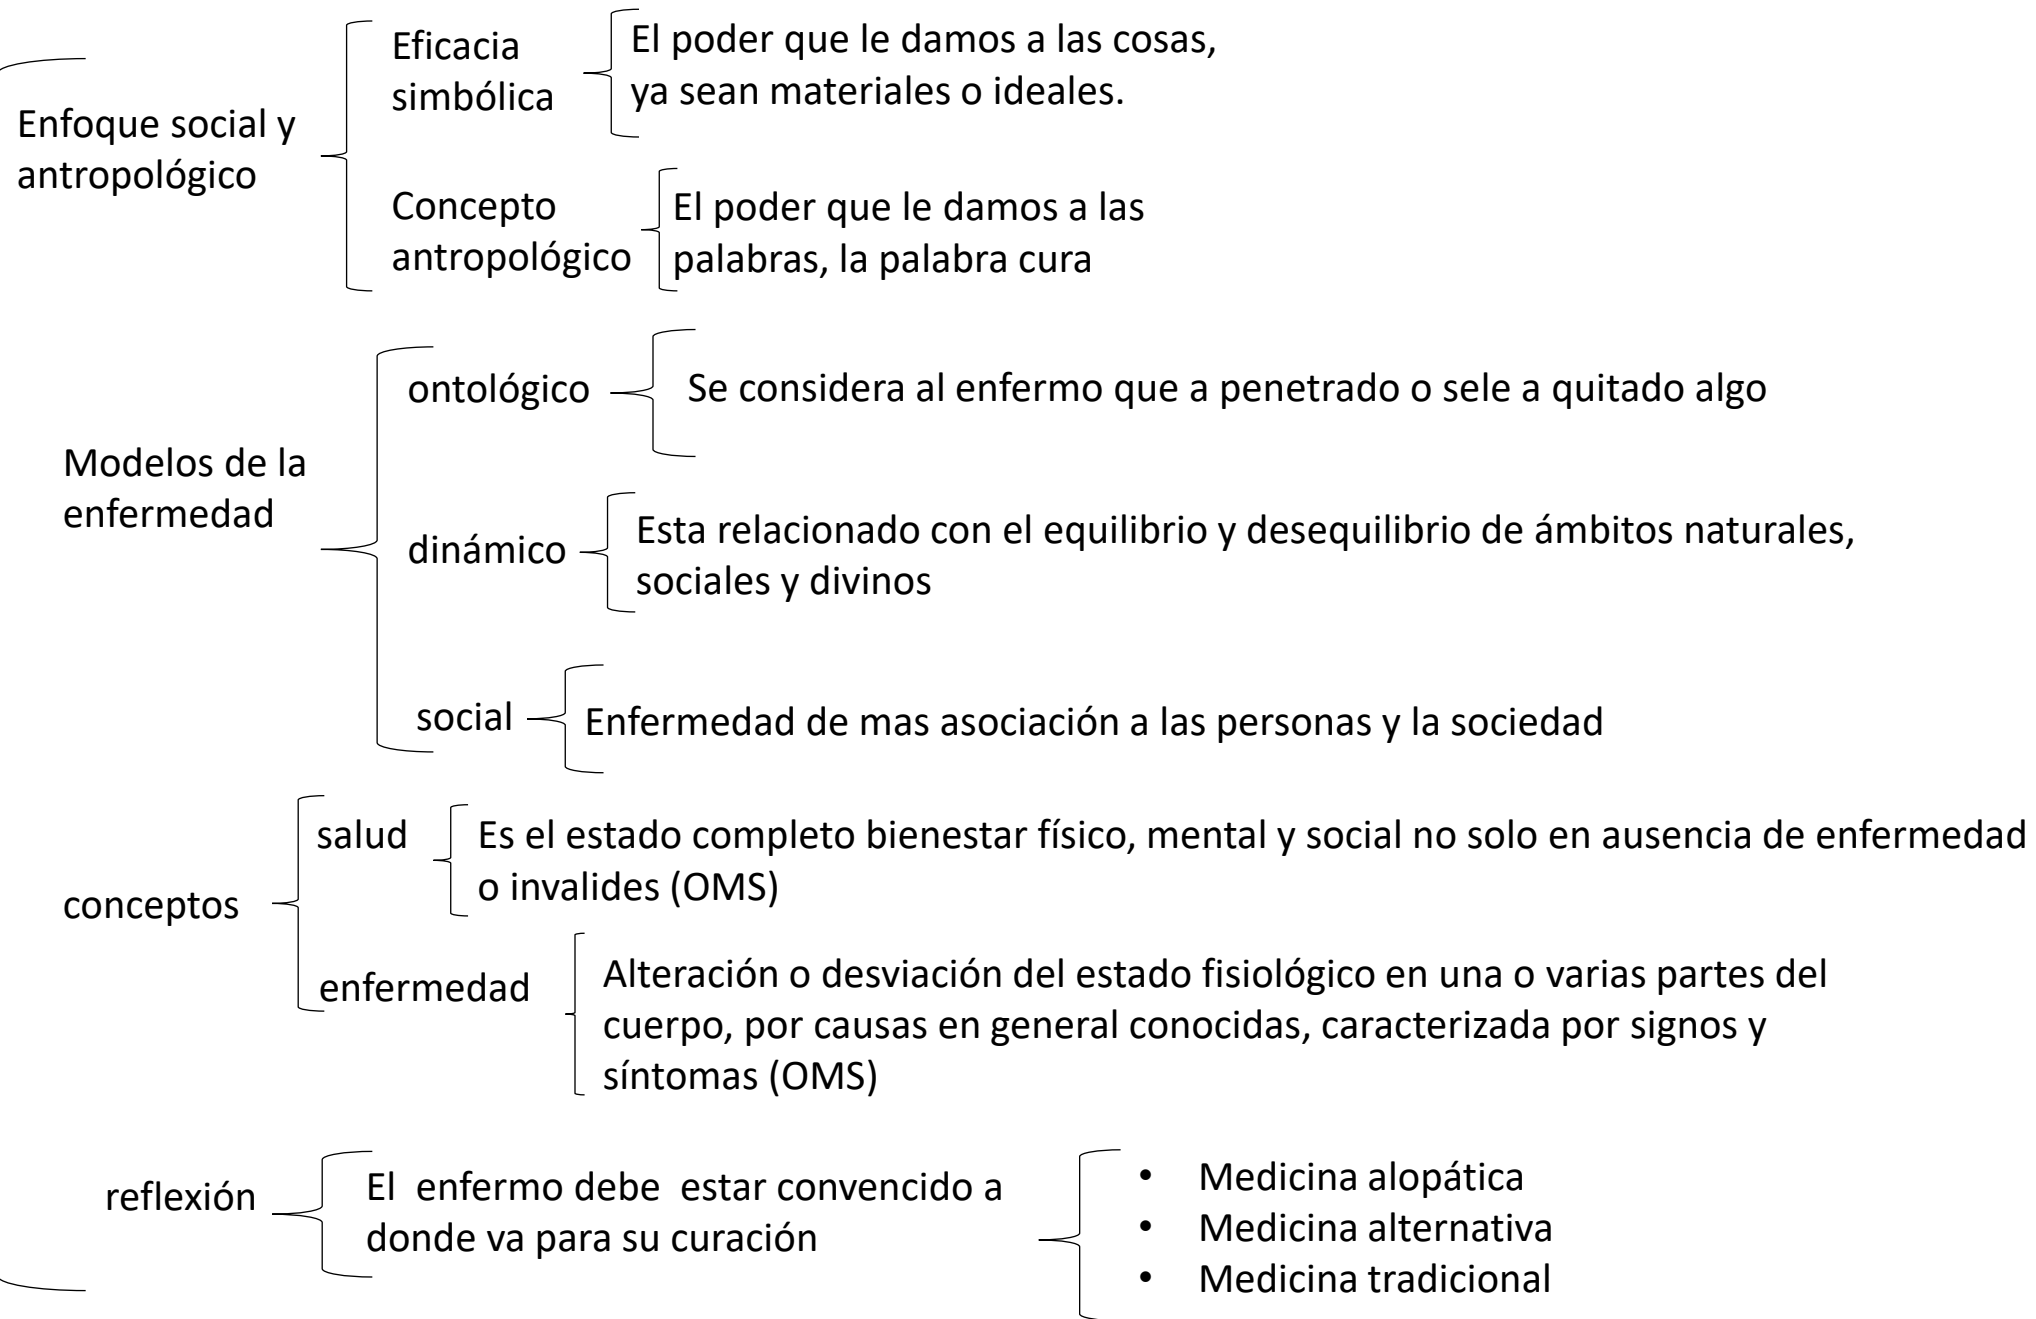 Enfoque social y
antropológico
Eficacia
simbólica
El poder que le damos a las cosas,
ya sean materiales o ideales.
Concepto
antropológico
El poder que le damos a las
palabras, la palabra cura
Modelos de la
enfermedad
ontológico
Se considera al enfermo que a penetrado o sele a quitado algo
dinámico
Esta relacionado con el equilibrio y desequilibrio de ámbitos naturales,
sociales y divinos
social
Enfermedad de mas asociación a las personas y la sociedad
conceptos
salud
Es el estado completo bienestar físico, mental y social no solo en ausencia de enfermedad
o invalides (OMS)
enfermedad
Alteración o desviación del estado fisiológico en una o varias partes del
cuerpo, por causas en general conocidas, caracterizada por signos y
síntomas (OMS)
reflexión
El enfermo debe estar convencido a
donde va para su curación
• Medicina alopática
• Medicina alternativa
• Medicina tradicional